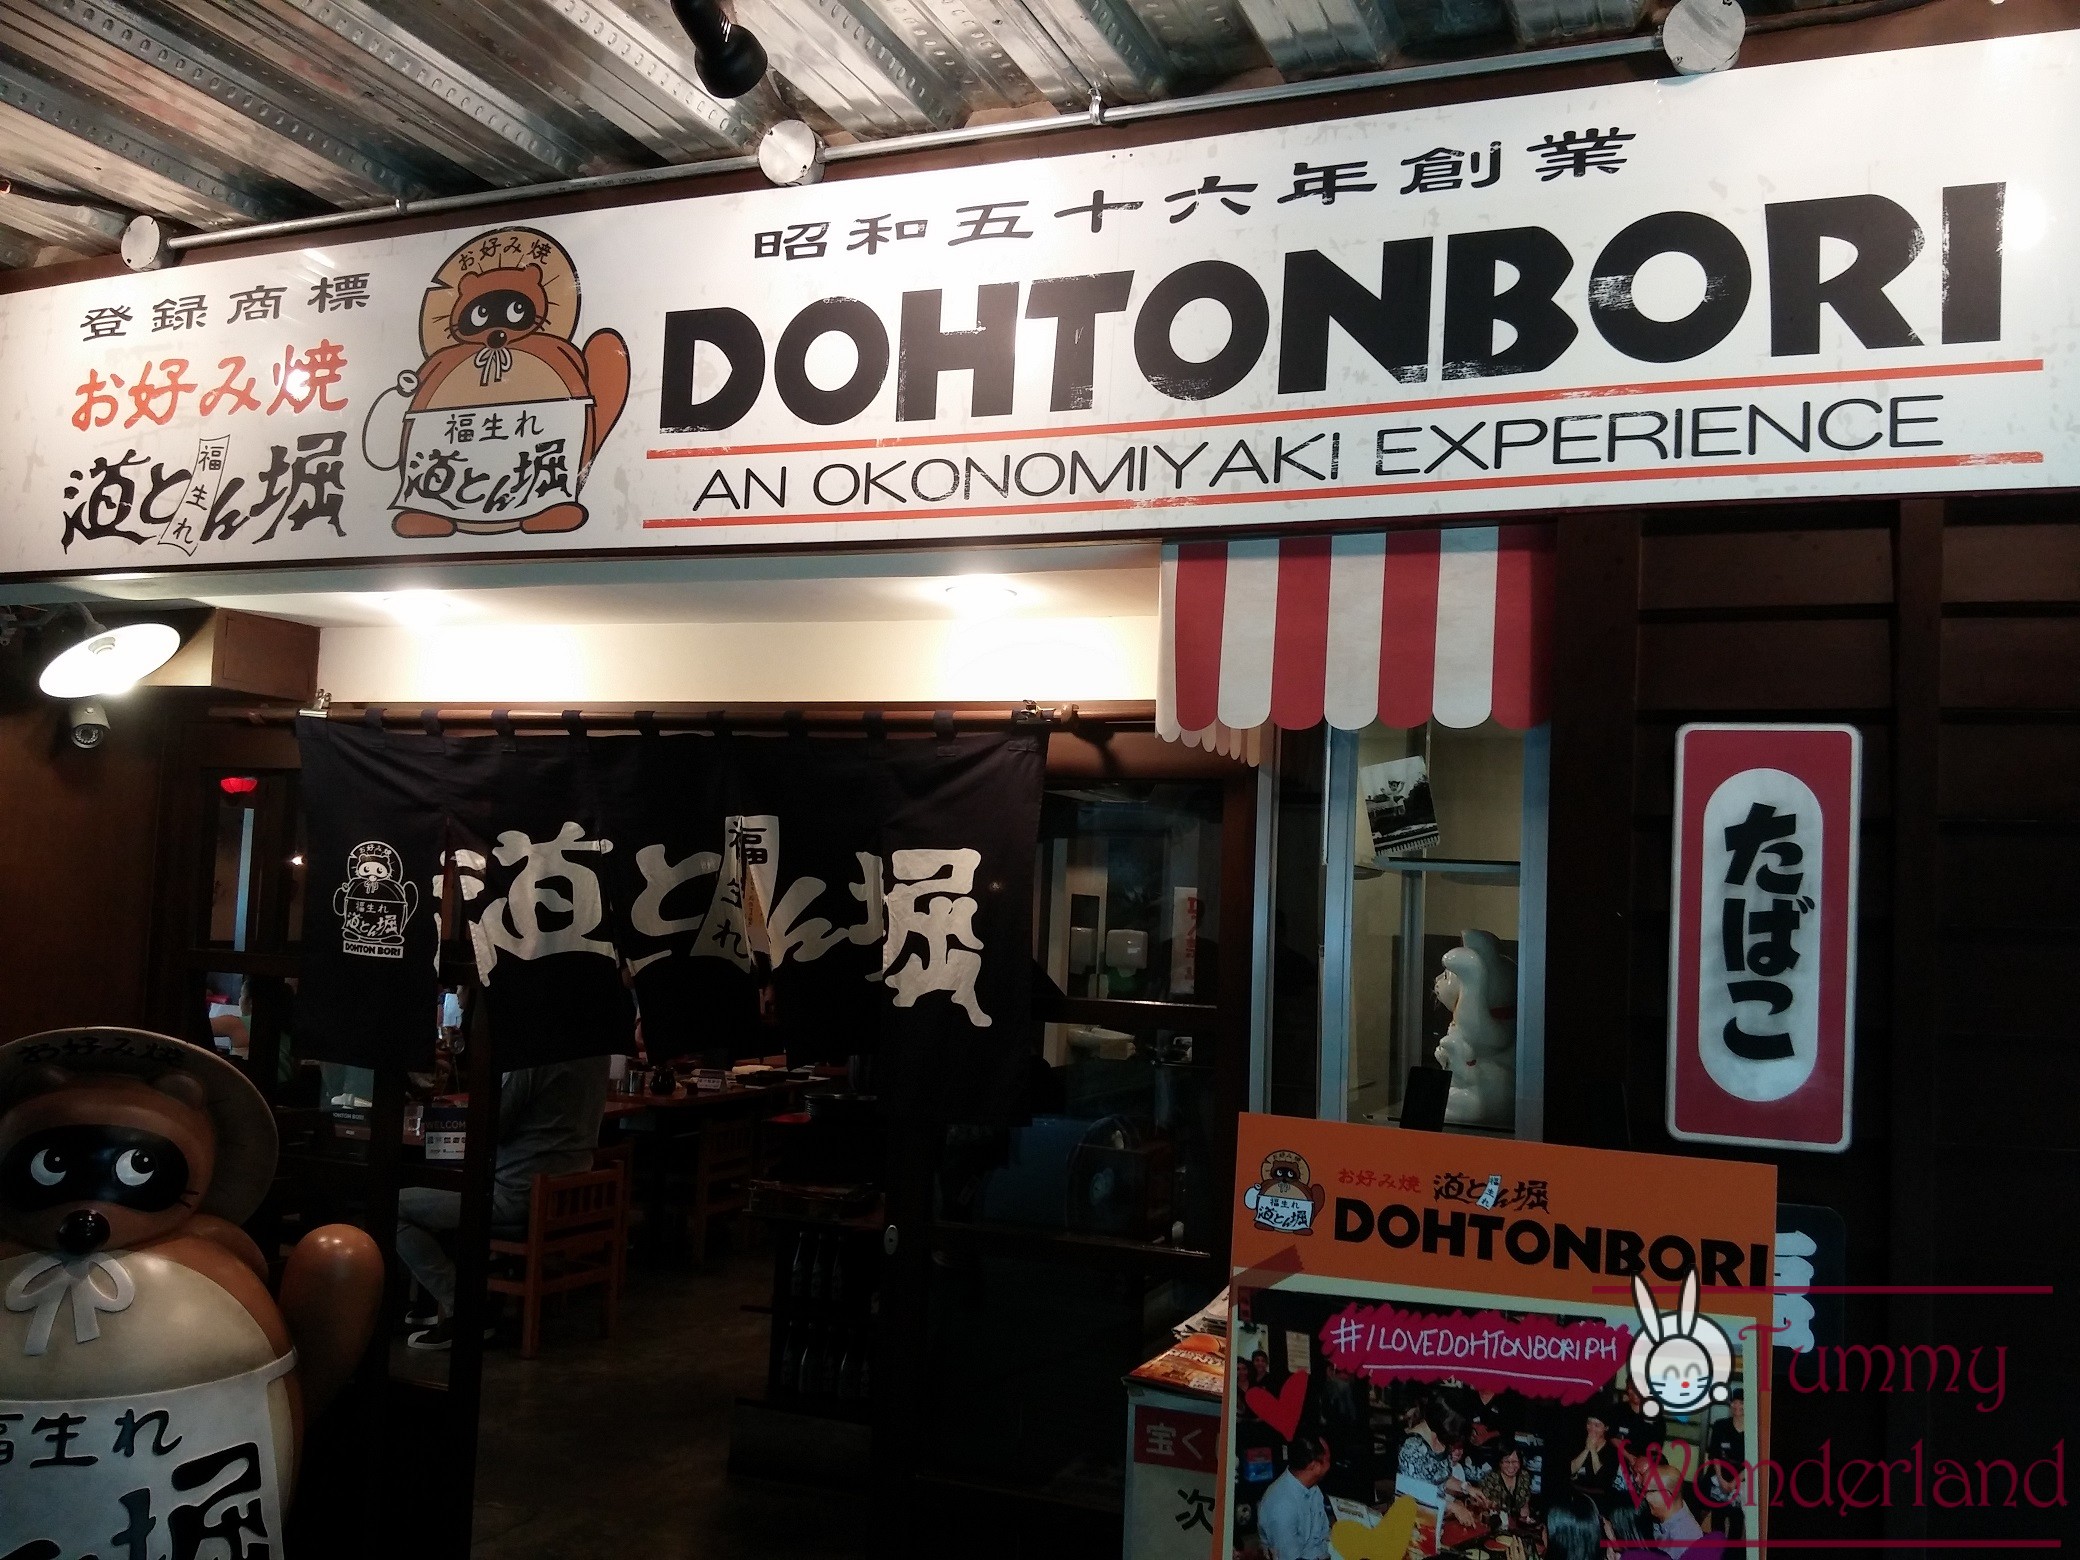 昭和五十六年創業
登録商標
お好み焼
道とん堀
福生れ
お好み焼
福生れ
道とん堀
DOHTONBORI
AN OKONOMIYAKI EXPERIENCE
お好み焼
福生れ
道とん堀
DOHTON BORI
道とん堀
福生れ
たばこ
お好み焼
福生れ
WELCOM
お好み焼
福生れ
道とん堀
お好み焼 道とん堀
福生れ
DOHTONBORI
#ILOVEDOHTONBORIPH
宝く
次
Tummy
Wonderland